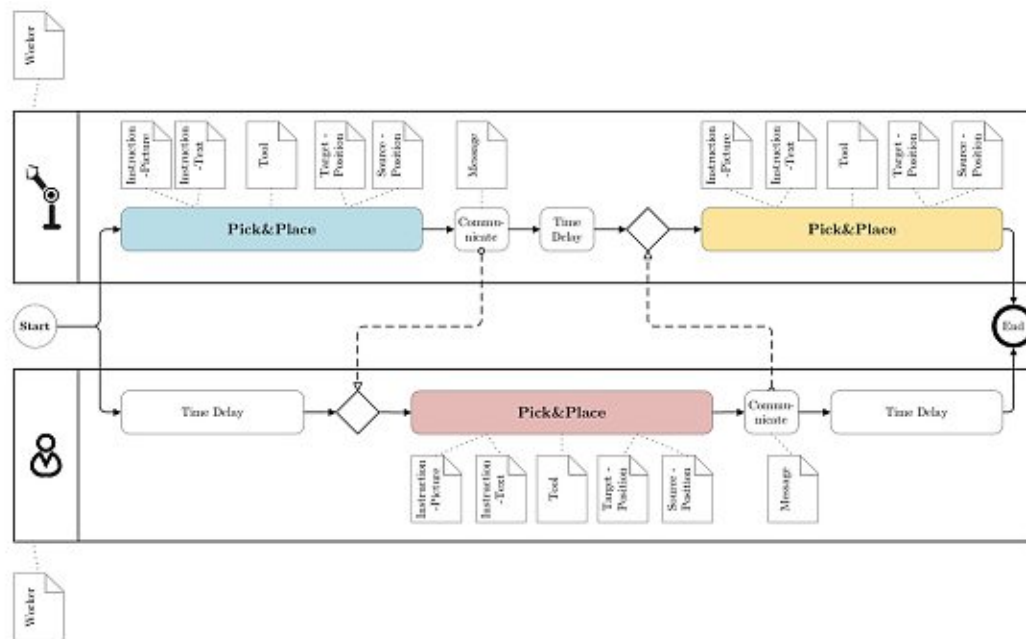 Worker
Instruction
-Picture
Instruction
-Text
Tool
Target -
Position
Source -
Position
Message
Instruction
-Picture
Instruction
-Text
Tool
Target -
Position
Source -
Position
Pick&Place
Commu-
nicate
Time
Delay
Pick&Place
Start
End
Time Delay
Pick&Place
Commu-
nicate
Time Delay
Instruction
-Picture
Instruction
-Text
Tool
Target -
Position
Source -
Position
Message
Worker